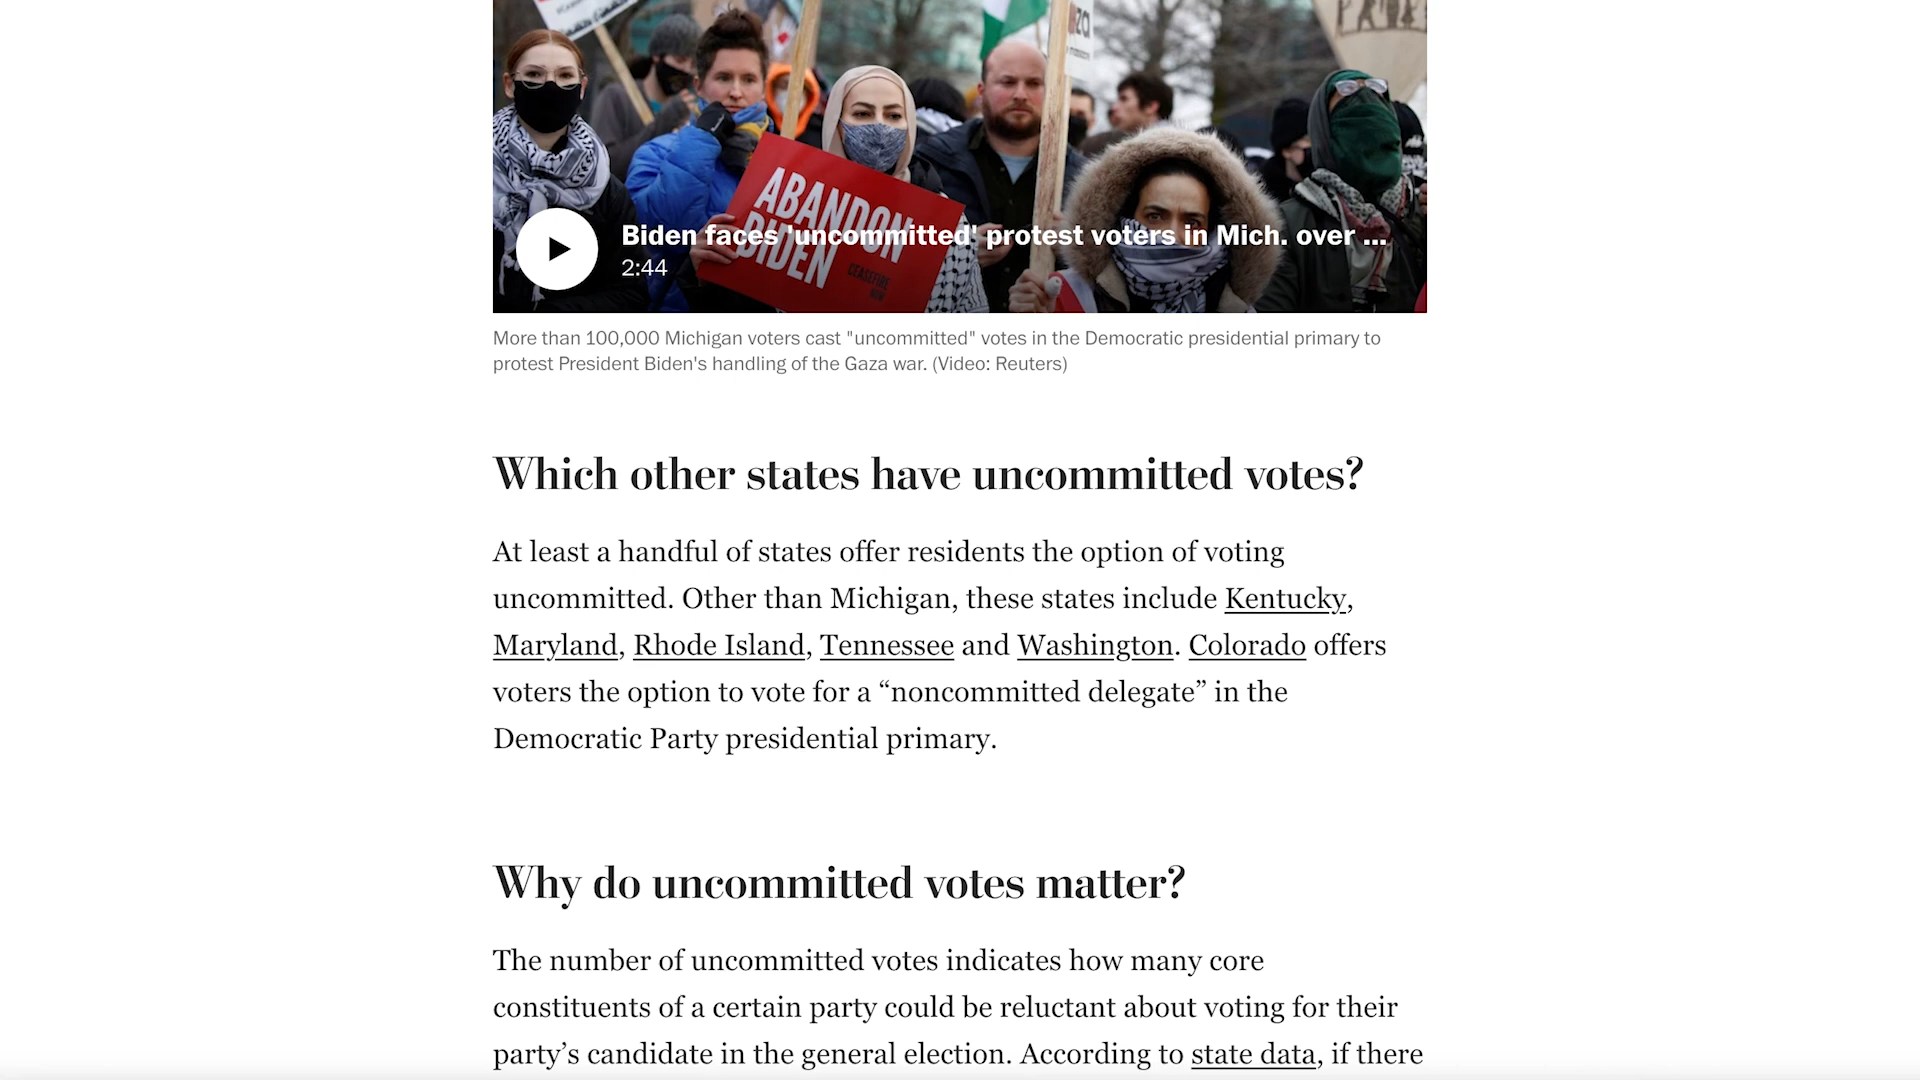 ABANDON
BIDEN
CEASEFIRE
NOW
Biden faces 'uncommitted' protest voters in Mich. over ...
2:44
More than 100,000 Michigan voters cast "uncommitted" votes in the Democratic presidential primary to
protest President Biden's handling of the Gaza war. (Video: Reuters)
Which other states have uncommitted votes?
At least a handful of states offer residents the option of voting
uncommitted. Other than Michigan, these states include Kentucky,
Maryland, Rhode Island, Tennessee and Washington. Colorado offers
voters the option to vote for a “noncommitted delegate” in the
Democratic Party presidential primary.
Why do uncommitted votes matter?
The number of uncommitted votes indicates how many core
constituents of a certain party could be reluctant about voting for their
party’s candidate in the general election. According to state data, if there